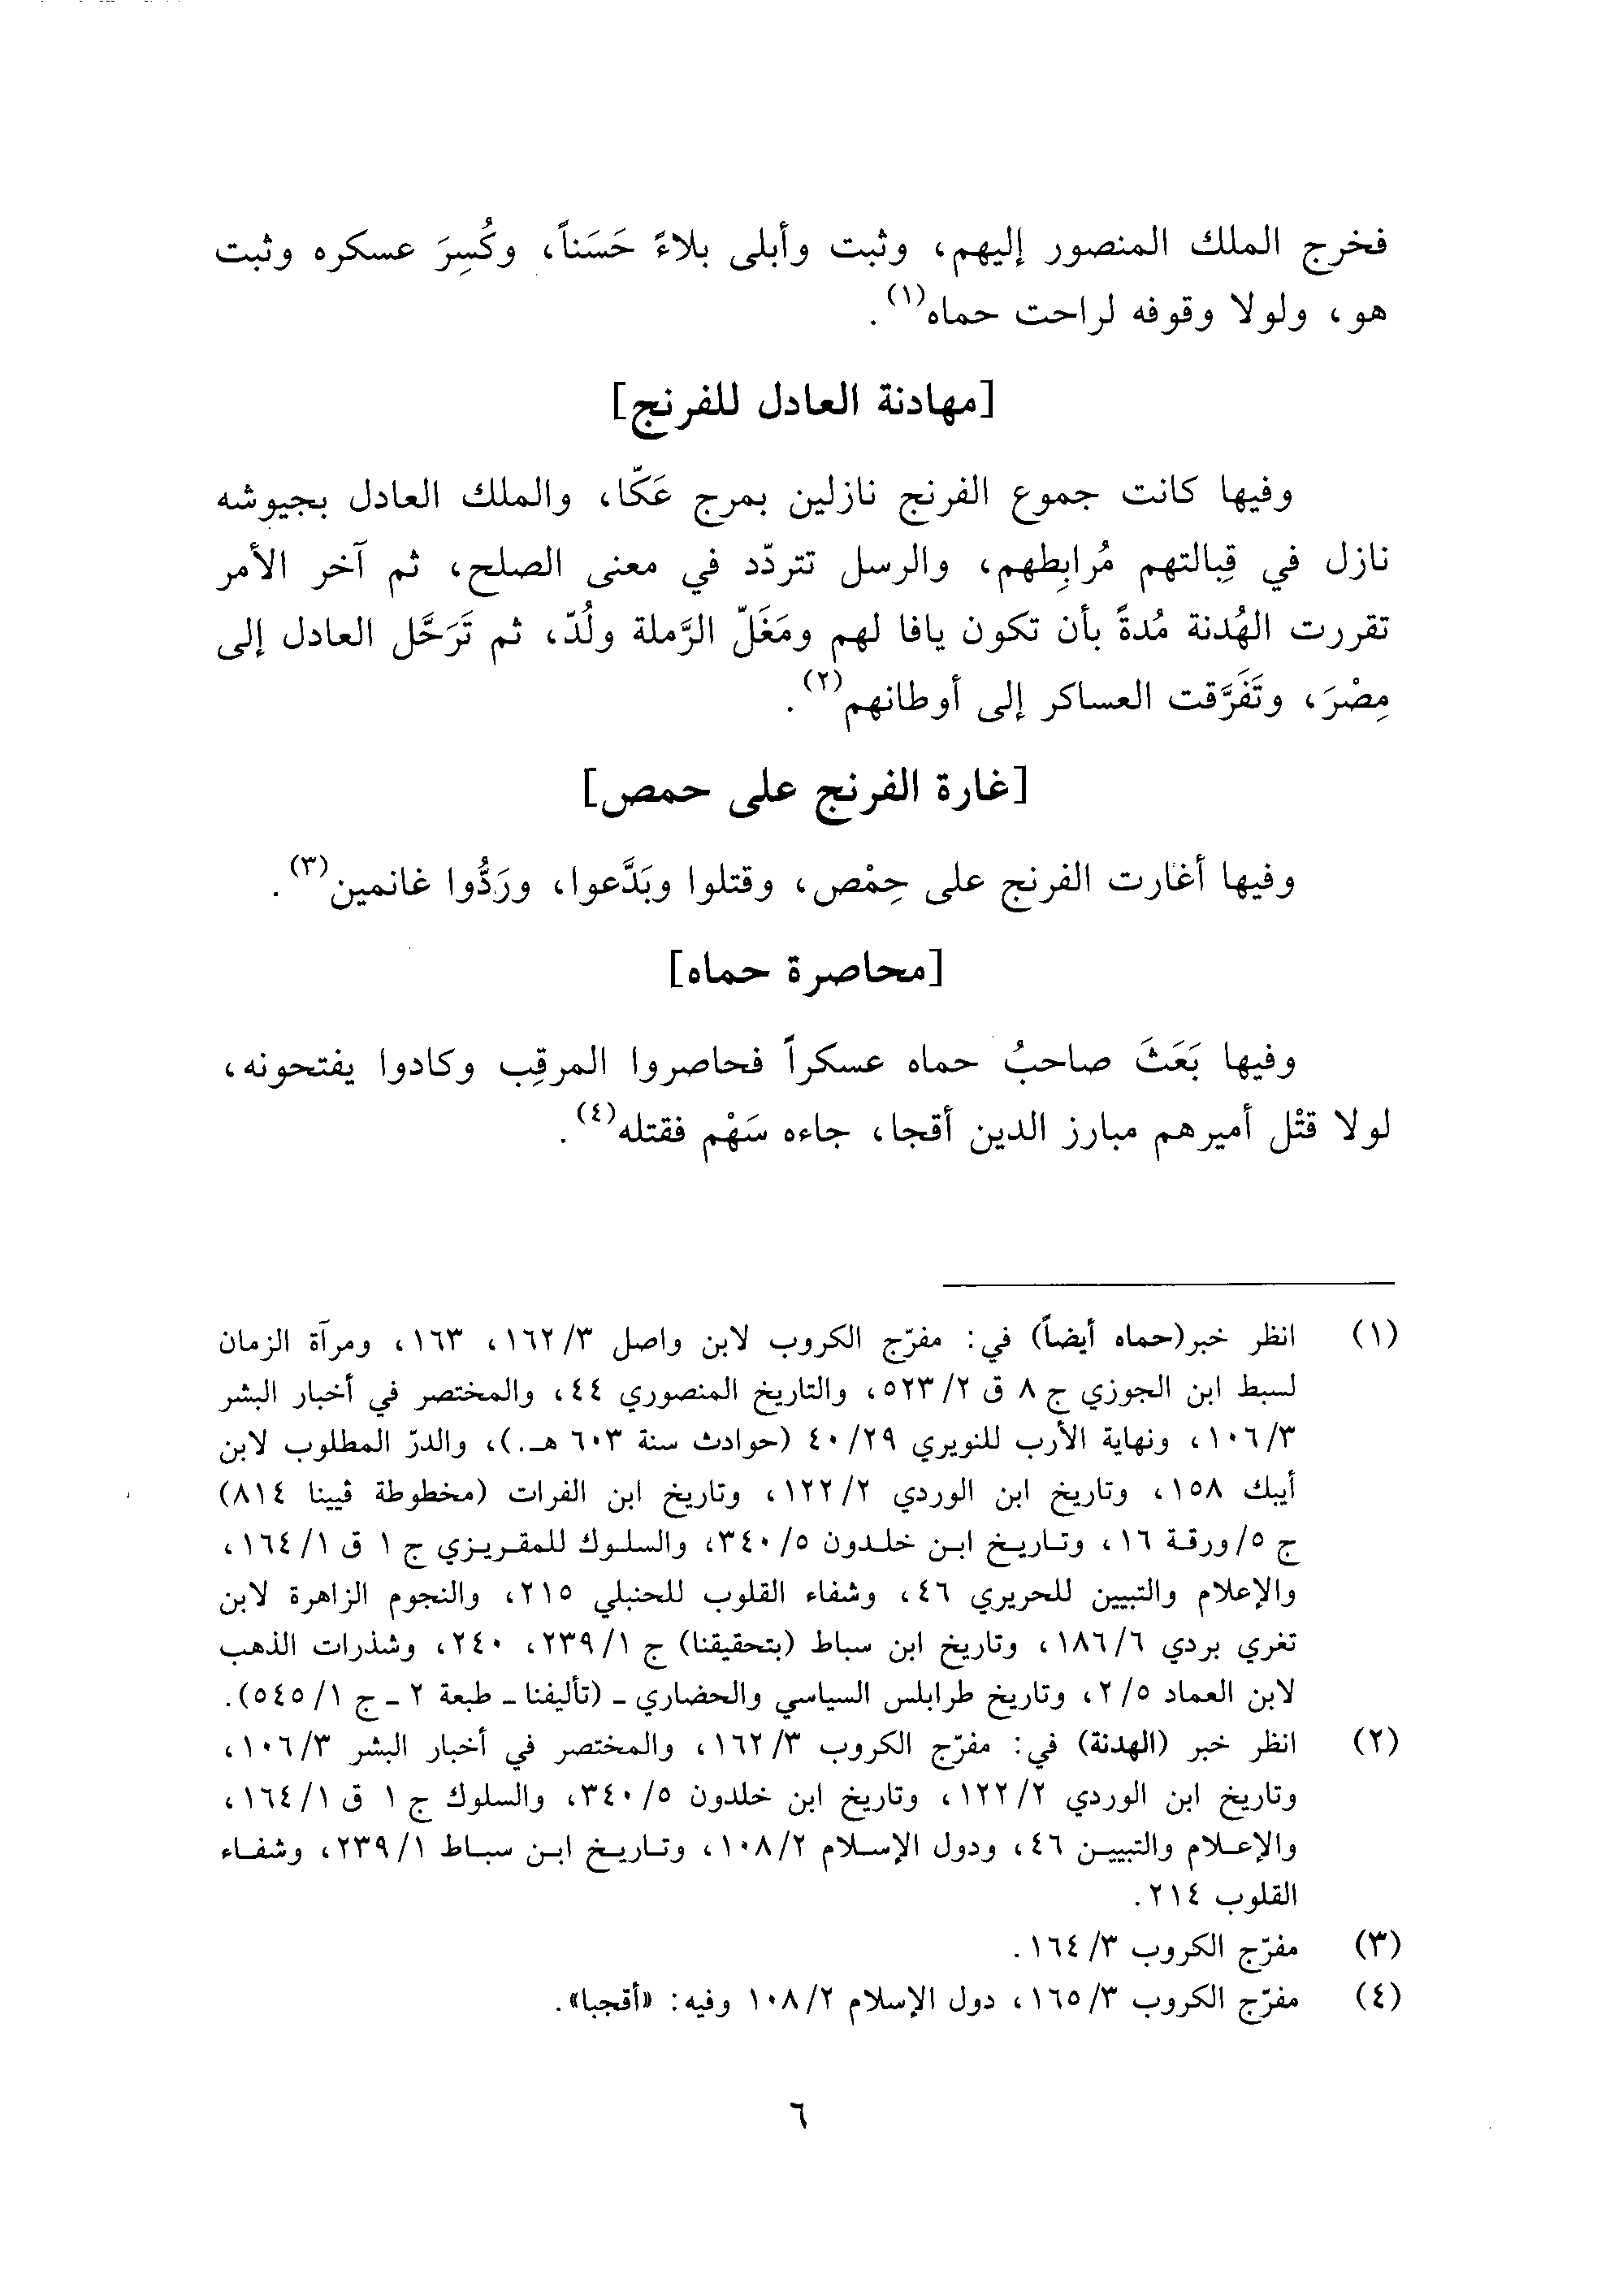 فخرج الملك المنصور إليهم، وثبت وأبلى بلاءً حَسَناً، وكُسِرَ عسكره وثبت
هو، ولولا وقوفه لراحت حماه(١).
[مهادنة العادل للفرنج]
وفيها كانت جموع الفرنج نازلين بمرج عَكّا، والملك العادل بجيوشه
نازل في قِبالتهم مُرابِطهم، والرسل تتردّد في معنى الصلح، ثم آخر الأمر
تقررت الهُدنة مُدةً بأن تكون يافا لهم ومَغَلّ الرَّملة ولُدّ، ثم تَرَحَّل العادل إلى
مِصْرَ، وتَفَرَّقت العساكر إلى أوطانهم(٢).
[غارة الفرنج على حمص]
وفيها أغارت الفرنج على حِمْص، وقتلوا وبَدَّعوا، ورَدُّوا غانمين(٣).
[محاصرة حماه]
وفيها بَعَثَ صاحبُ حماه عسكراً فحاصروا المرقِب وكادوا يفتحونه،
لولا قتْل أميرهم مبارز الدين أقجا، جاءه سَهْم فقتله(٤).
(١) انظر خبر(حماه أيضاً) في: مفرّج الكروب لابن واصل ٣/ ١٦٢، ١٦٣، ومرآة الزمان
لسبط ابن الجوزي ج ٨ ق ٢/ ٥٢٣، والتاريخ المنصوري ٤٤، والمختصر في أخبار البشر
٣/ ١٠٦، ونهاية الأرب للنويري ٢٩/ ٤٠ (حوادث سنة ٦٠٣ هـ.)، والدرّ المطلوب لابن
أيبك ١٥٨، وتاريخ ابن الوردي ٢/ ١٢٢، وتاريخ ابن الفرات (مخطوطة ڤيينا ٨١٤)
ج ٥/ ورقة ١٦، وتاريخ ابن خلدون ٥/ ٣٤٠، والسلوك للمقريزي ج ١ ق ١/ ١٦٤،
والإعلام والتبيين للحريري ٤٦، وشفاء القلوب للحنبلي ٢١٥، والنجوم الزاهرة لابن
تغري بردي ٦/ ١٨٦، وتاريخ ابن سباط (بتحقيقنا) ج ١/ ٢٣٩، ٢٤٠، وشذرات الذهب
لابن العماد ٥/ ٢، وتاريخ طرابلس السياسي والحضاري ـ (تأليفنا ـ طبعة ٢ ـ ج ١/ ٥٤٥).
(٢) انظر خبر (الهدنة) في: مفرّج الكروب ٣/ ١٦٢، والمختصر في أخبار البشر ٣/ ١٠٦،
وتاريخ ابن الوردي ٢/ ١٢٢، وتاريخ ابن خلدون ٥/ ٣٤٠، والسلوك ج ١ ق ١/ ١٦٤،
والإعلام والتبيين ٤٦، ودول الإسلام ٢/ ١٠٨، وتاريخ ابن سباط ١/ ٢٣٩، وشفاء
القلوب ٢١٤.
(٣) مفرّج الكروب ٣/ ١٦٤.
(٤) مفرّج الكروب ٣/ ١٦٥، دول الإسلام ٢/ ١٠٨ وفيه: «أقجبا».
٦